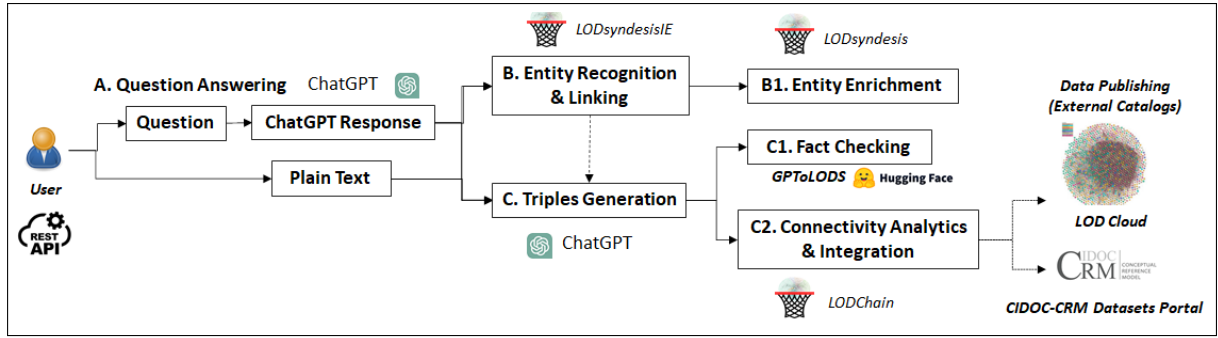 LODsyndesisIE
LODsyndesis
A. Question Answering
ChatGPT
B. Entity Recognition
& Linking
B1. Entity Enrichment
Data Publishing
(External Catalogs)
Question
ChatGPT Response
Plain Text
User
REST
API
C. Triples Generation
ChatGPT
C1. Fact Checking
GPToLODS
Hugging Face
C2. Connectivity Analytics
& Integration
LODChain
LOD Cloud
CIDOC
CRM
CONCEPTUAL
REFERENCE
MODEL
CIDOC-CRM Datasets Portal